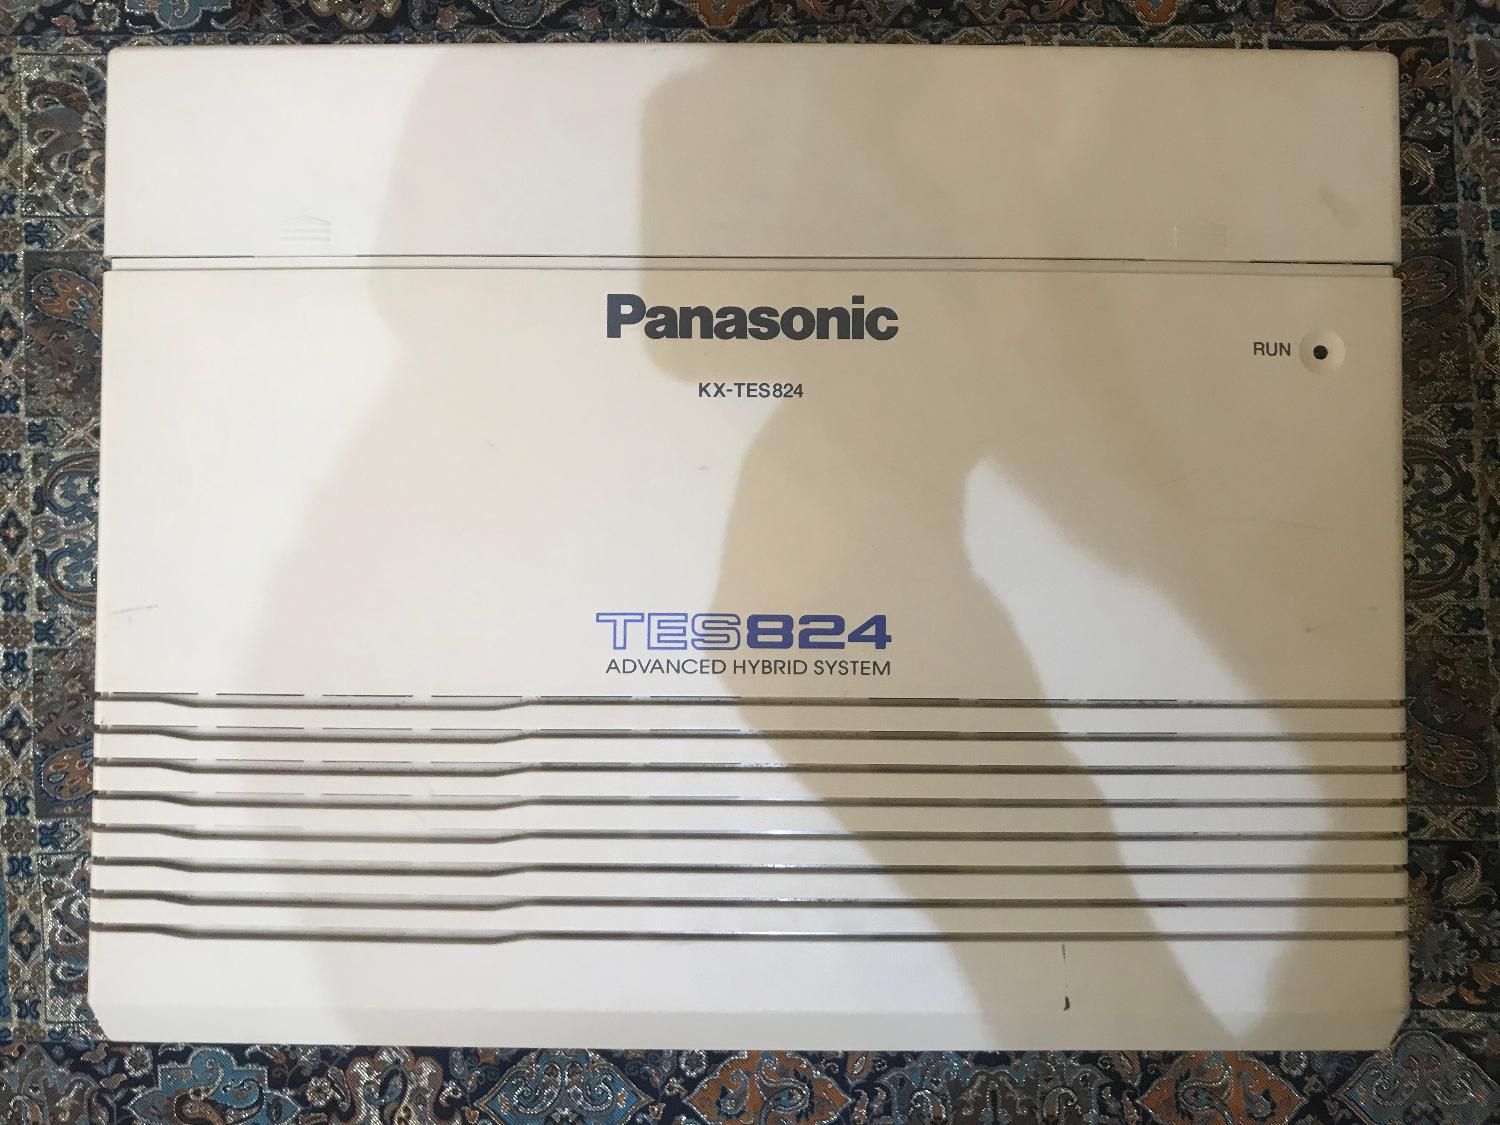 Panasonic
RUN
KX-TES824
TES824
ADVANCED HYBRID SYSTEM